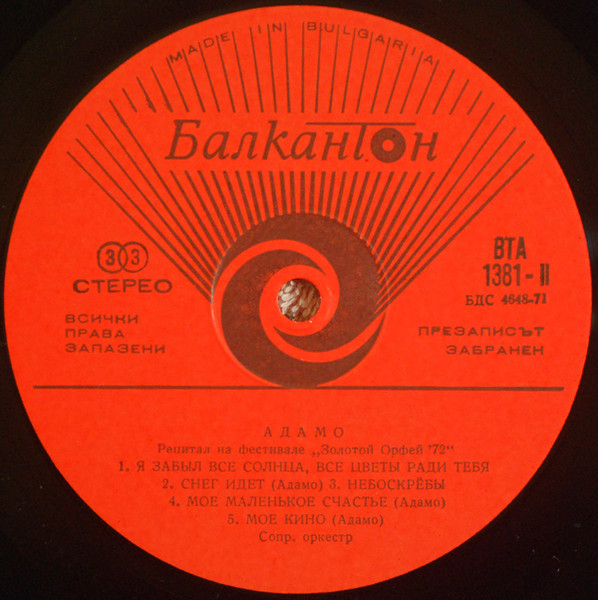 MADE IN BULGARIA
Балкантон
33
СТЕРЕО
ВТА
1381-II
БДС 4648-71
ВСИЧКИ
ПРАВА
ЗАПАЗЕНИ
ПРЕЗАПИСЪТ
ЗАБРАНЕН
АДАМО
Рецитал на фестивале „Золотой Орфей '72“
1. Я ЗАБЫЛ ВСЕ СОЛНЦА, ВСЕ ЦВЕТЫ РАДИ ТЕБЯ
2. СНЕГ ИДЕТ (Адамо) 3. НЕБОСКРЁБЫ
4. МОЕ МАЛЕНЬКОЕ СЧАСТЬЕ (Адамо)
5. МОЕ КИНО (Адамо)
Сопр. оркестр